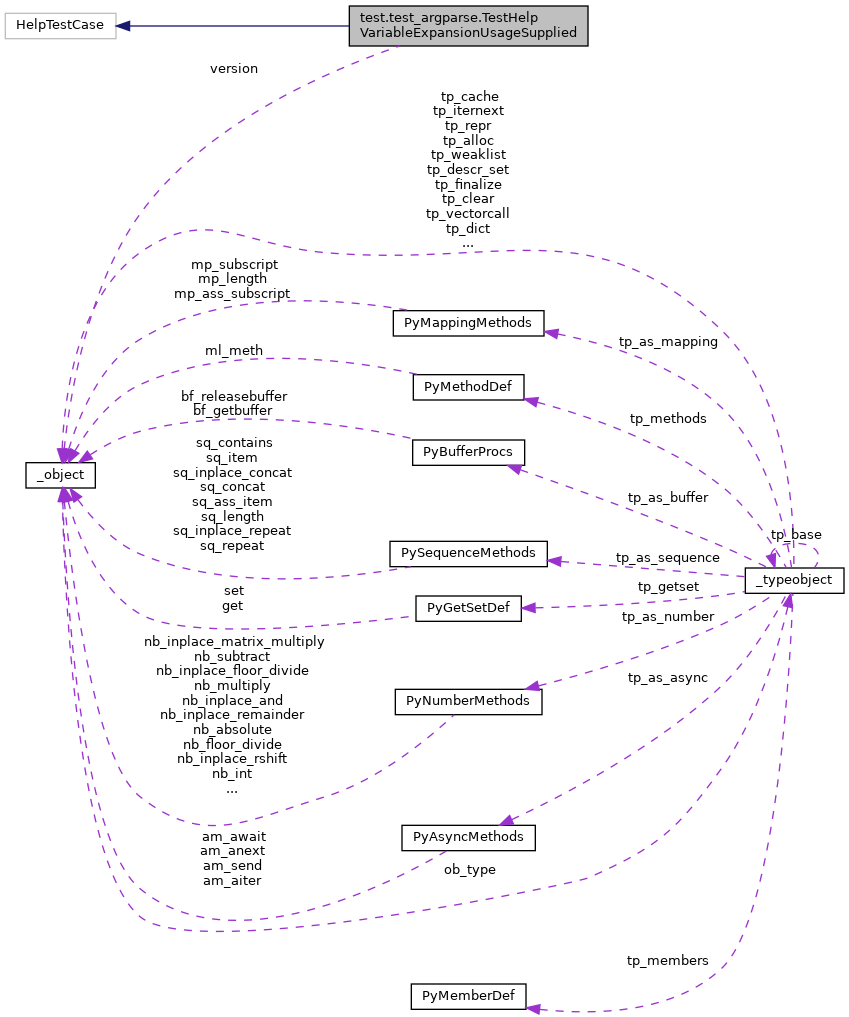 HelpTestCase
test.test_argparse.TestHelp
VariableExpansionUsageSupplied
version
tp_cache
tp_iternext
tp_repr
tp_alloc
tp_weaklist
tp_descr_set
tp_finalize
tp_clear
tp_vectorcall
tp_dict
...
mp_subscript
mp_length
mp_ass_subscript
PyMappingMethods
tp_as_mapping
ml_meth
PyMethodDef
tp_methods
bf_releasebuffer
bf_getbuffer
PyBufferProcs
_object
sq_contains
sq_item
sq_inplace_concat
sq_concat
sq_ass_item
sq_length
sq_inplace_repeat
sq_repeat
tp_as_buffer
tp_base
PySequenceMethods
tp_as_sequence
_typeobject
set
get
PyGetSetDef
tp_getset
tp_as_number
nb_inplace_matrix_multiply
nb_subtract
nb_inplace_floor_divide
nb_multiply
nb_inplace_and
nb_inplace_remainder
nb_absolute
nb_floor_divide
nb_inplace_rshift
nb_int
...
PyNumberMethods
tp_as_async
am_await
am_anext
am_send
am_aiter
PyAsyncMethods
ob_type
tp_members
PyMemberDef